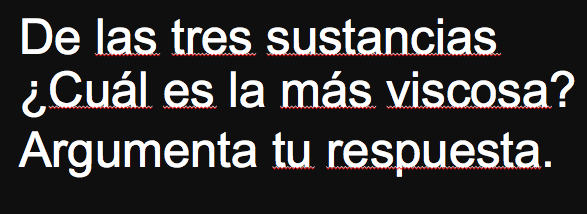 De las tres sustancias
¿Cuál es la más viscosa?
Argumenta tu respuesta.